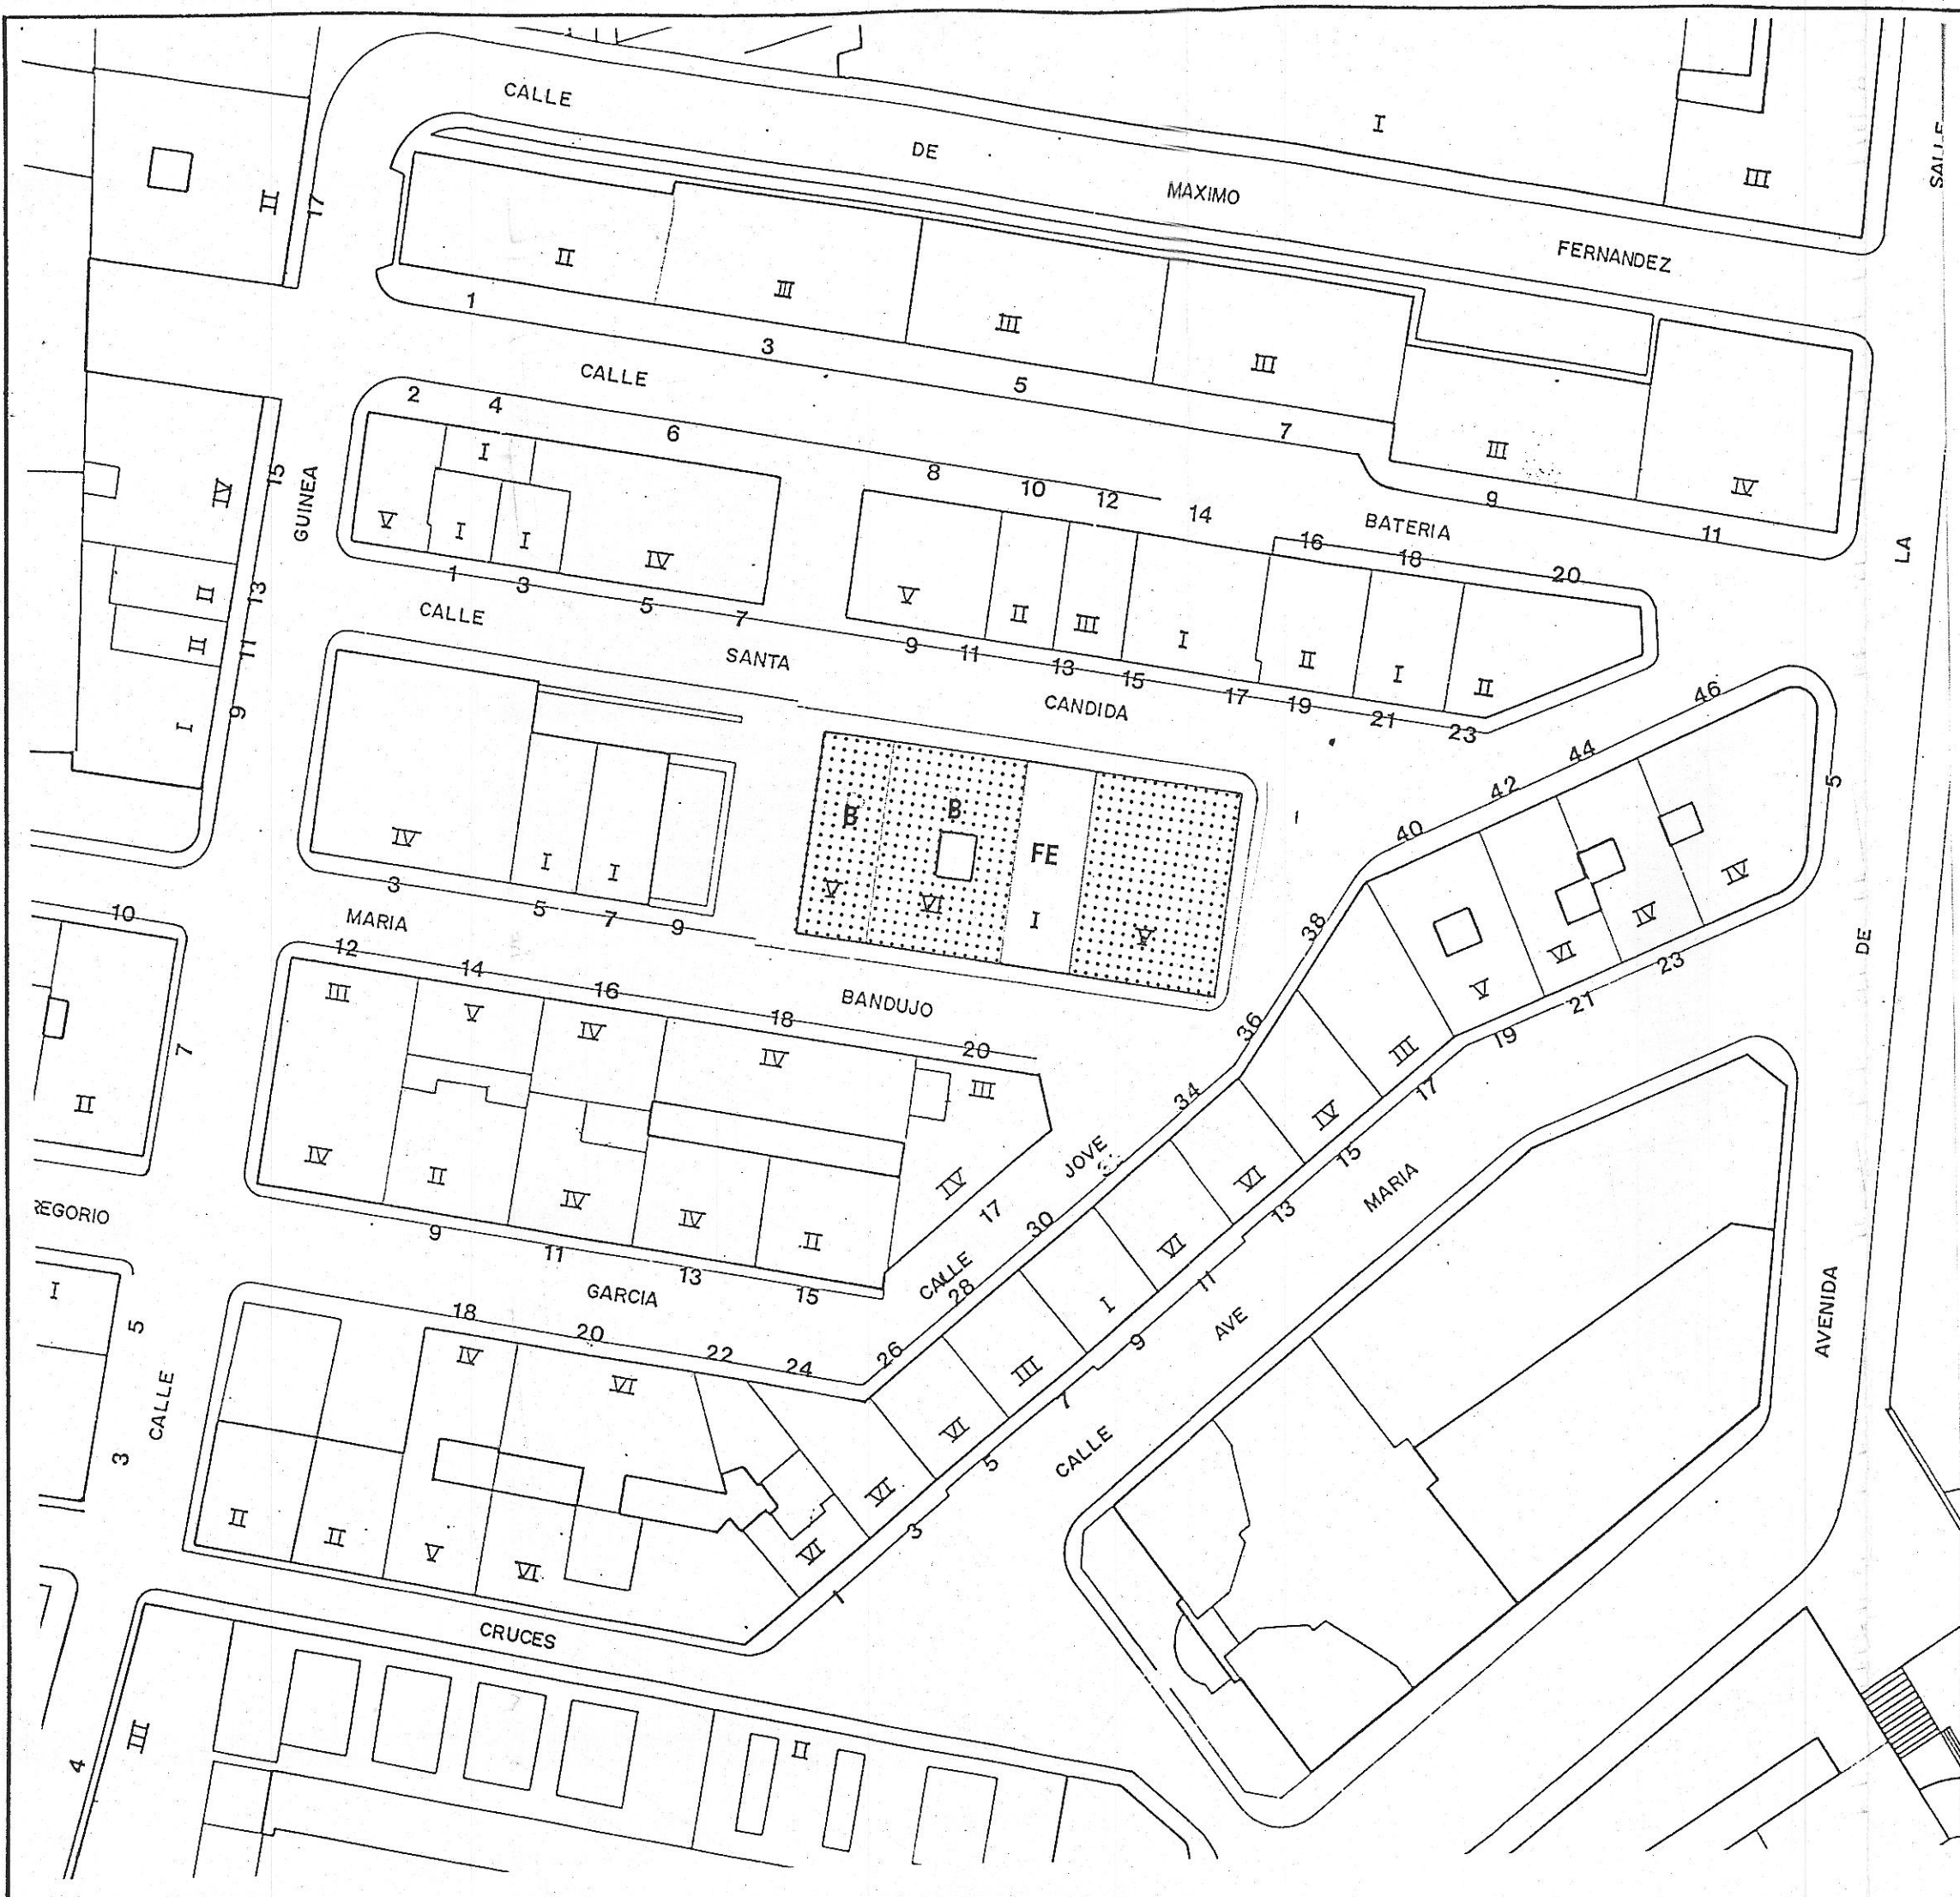 CALLE
DE
MAXIMO
FERNANDEZ
I
III
SALLE
II
17
II
III
III
III
III
IV
1
3
5
7
9
11
CALLE
BATERIA
LA
2
4
6
8
10
12
14
16
18
20
V
I
I
I
IV
V
II
III
I
II
I
II
1
3
5
7
9
11
13
15
17
19
21
23
IV
15
GUINEA
II
13
II
11
I
9
CALLE
SANTA
CANDIDA
IV
I
I
B
B
FE
V
VI
I
V
3
5
7
9
MARIA
BANDUJO
10
7
II
12
14
16
18
20
III
V
IV
IV
III
IV
II
IV
IV
II
IV
17
9
11
13
15
REGORIO
GARCIA
CALLE
JOVE
26
28
30
34
36
38
40
42
44
46
5
V
VI
IV
IV
III
IV
VI
VI
I
III
VI
VI
VI
1
3
5
7
9
11
13
15
17
19
21
23
CALLE
AVE
MARIA
AVENIDA
DE
I
5
3
CALLE
18
20
22
24
IV
VI
II
II
V
VI
CRUCES
III
4
II